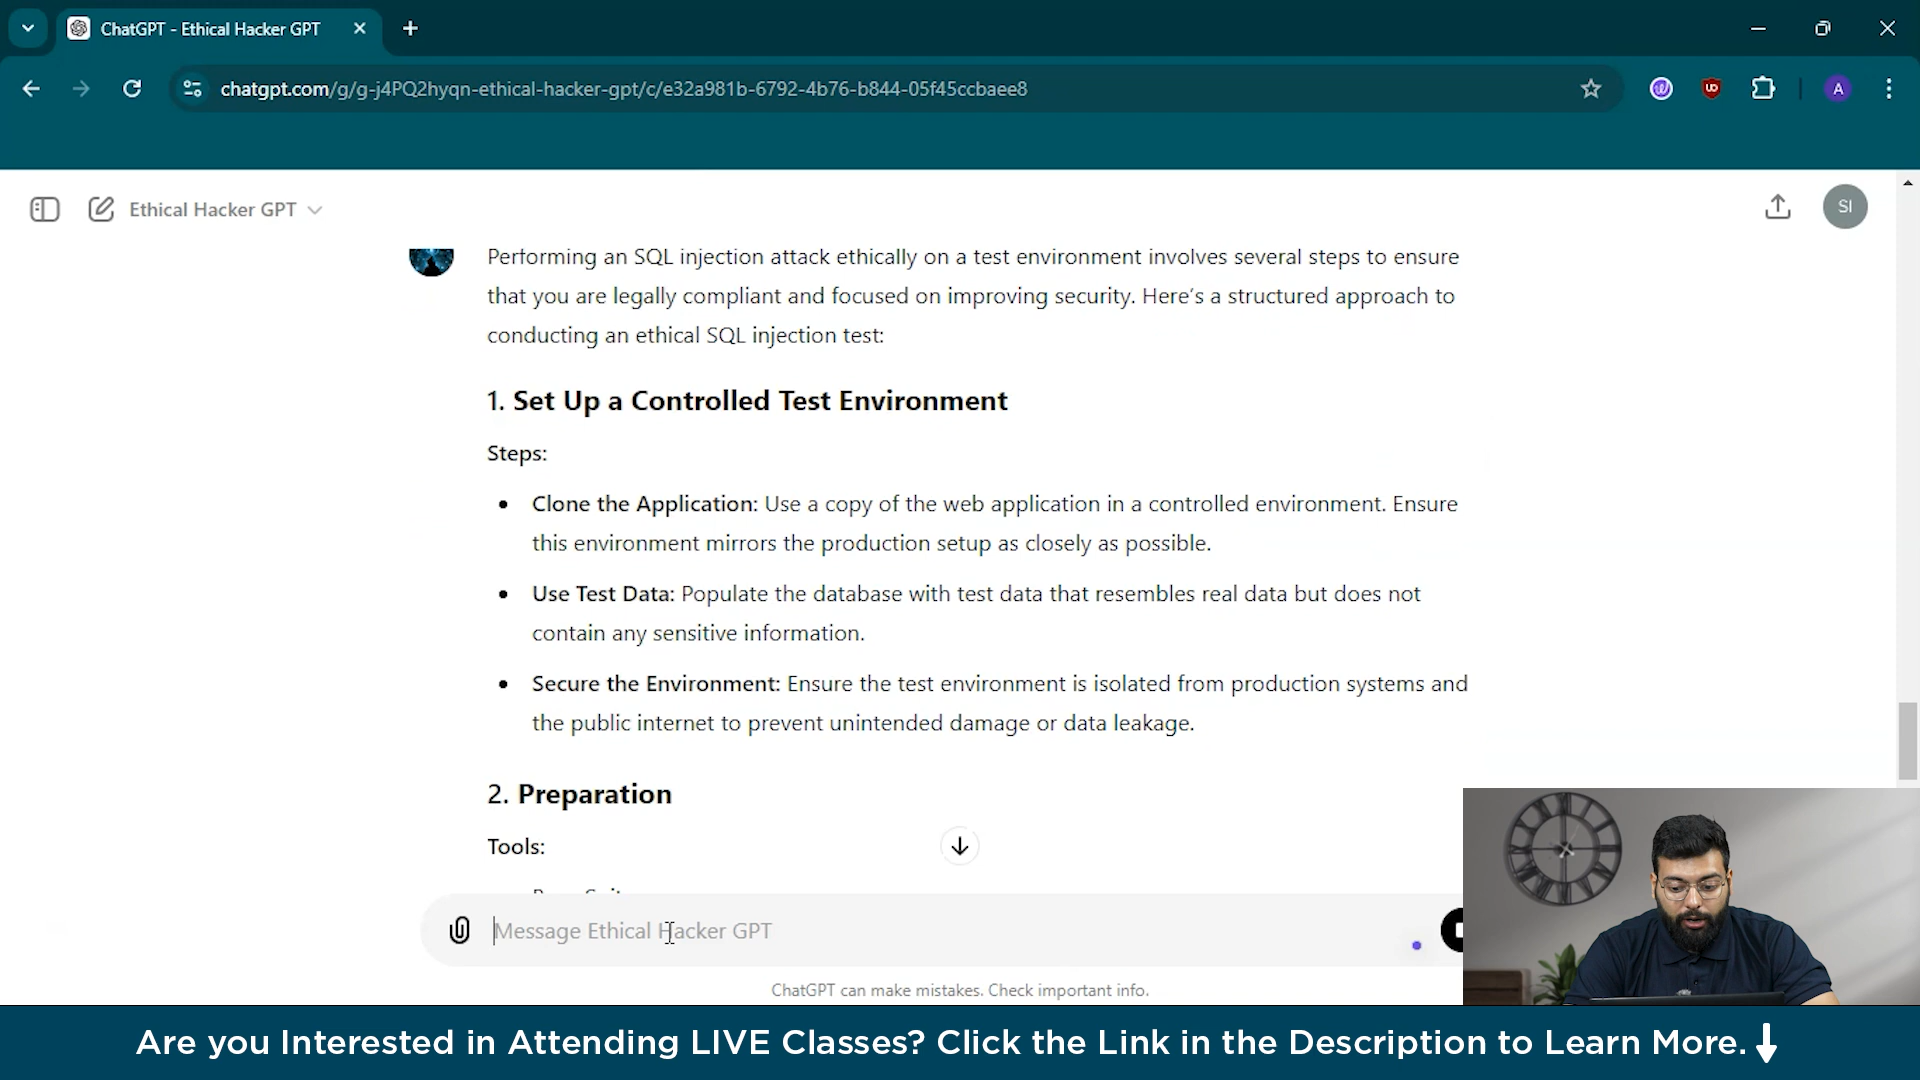 ChatGPT - Ethical Hacker GPT
chatgpt.com/g/g-j4PQ2hyqn-ethical-hacker-gpt/c/e32a981b-6792-4b76-b844-05f45ccbaee8
A
Ethical Hacker GPT
SI
Performing an SQL injection attack ethically on a test environment involves several steps to ensure
that you are legally compliant and focused on improving security. Here's a structured approach to
conducting an ethical SQL injection test:
1. Set Up a Controlled Test Environment
Steps:
• Clone the Application: Use a copy of the web application in a controlled environment. Ensure
this environment mirrors the production setup as closely as possible.
• Use Test Data: Populate the database with test data that resembles real data but does not
contain any sensitive information.
• Secure the Environment: Ensure the test environment is isolated from production systems and
the public internet to prevent unintended damage or data leakage.
2. Preparation
Tools:
Message Ethical Hacker GPT
ChatGPT can make mistakes. Check important info.
Are you Interested in Attending LIVE Classes? Click the Link in the Description to Learn More.